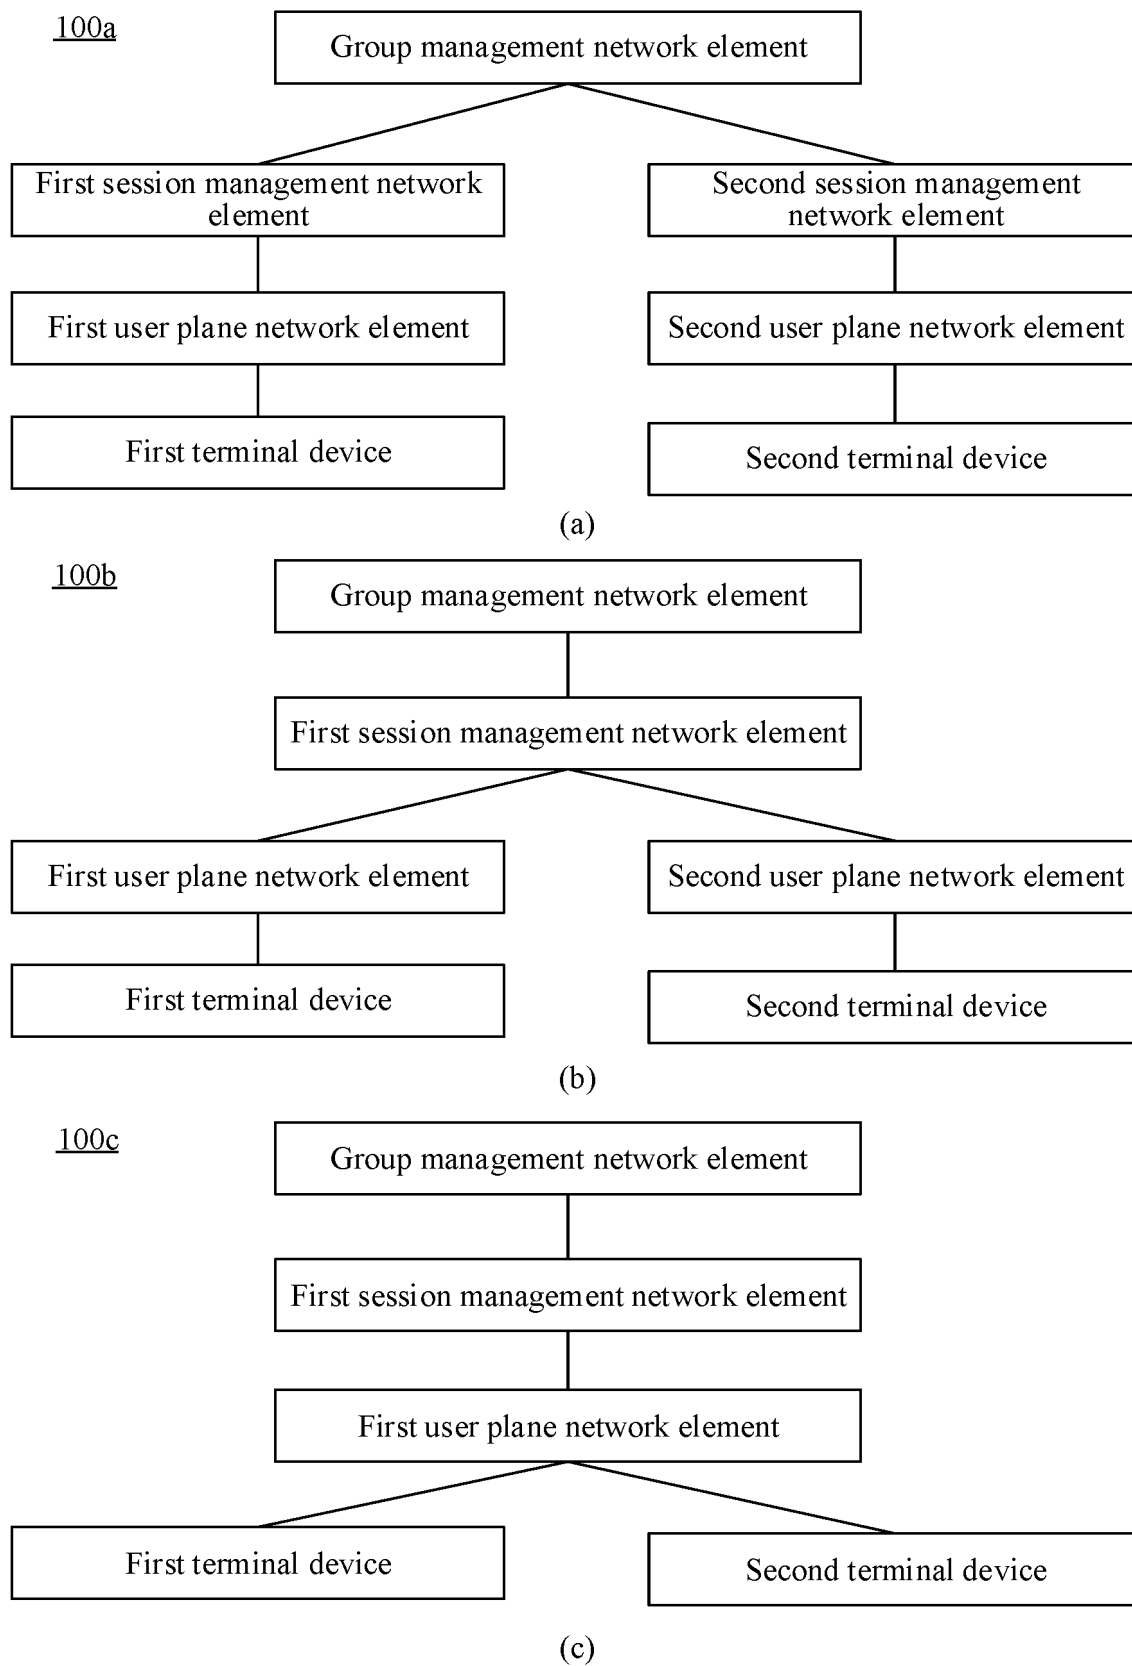 100a
Group management network element
First session management network
element
Second session management
network element
First user plane network element
Second user plane network element
First terminal device
Second terminal device
(a)
100b
Group management network element
First session management network element
First user plane network element
Second user plane network element
First terminal device
Second terminal device
(b)
100c
Group management network element
First session management network element
First user plane network element
First terminal device
Second terminal device
(c)